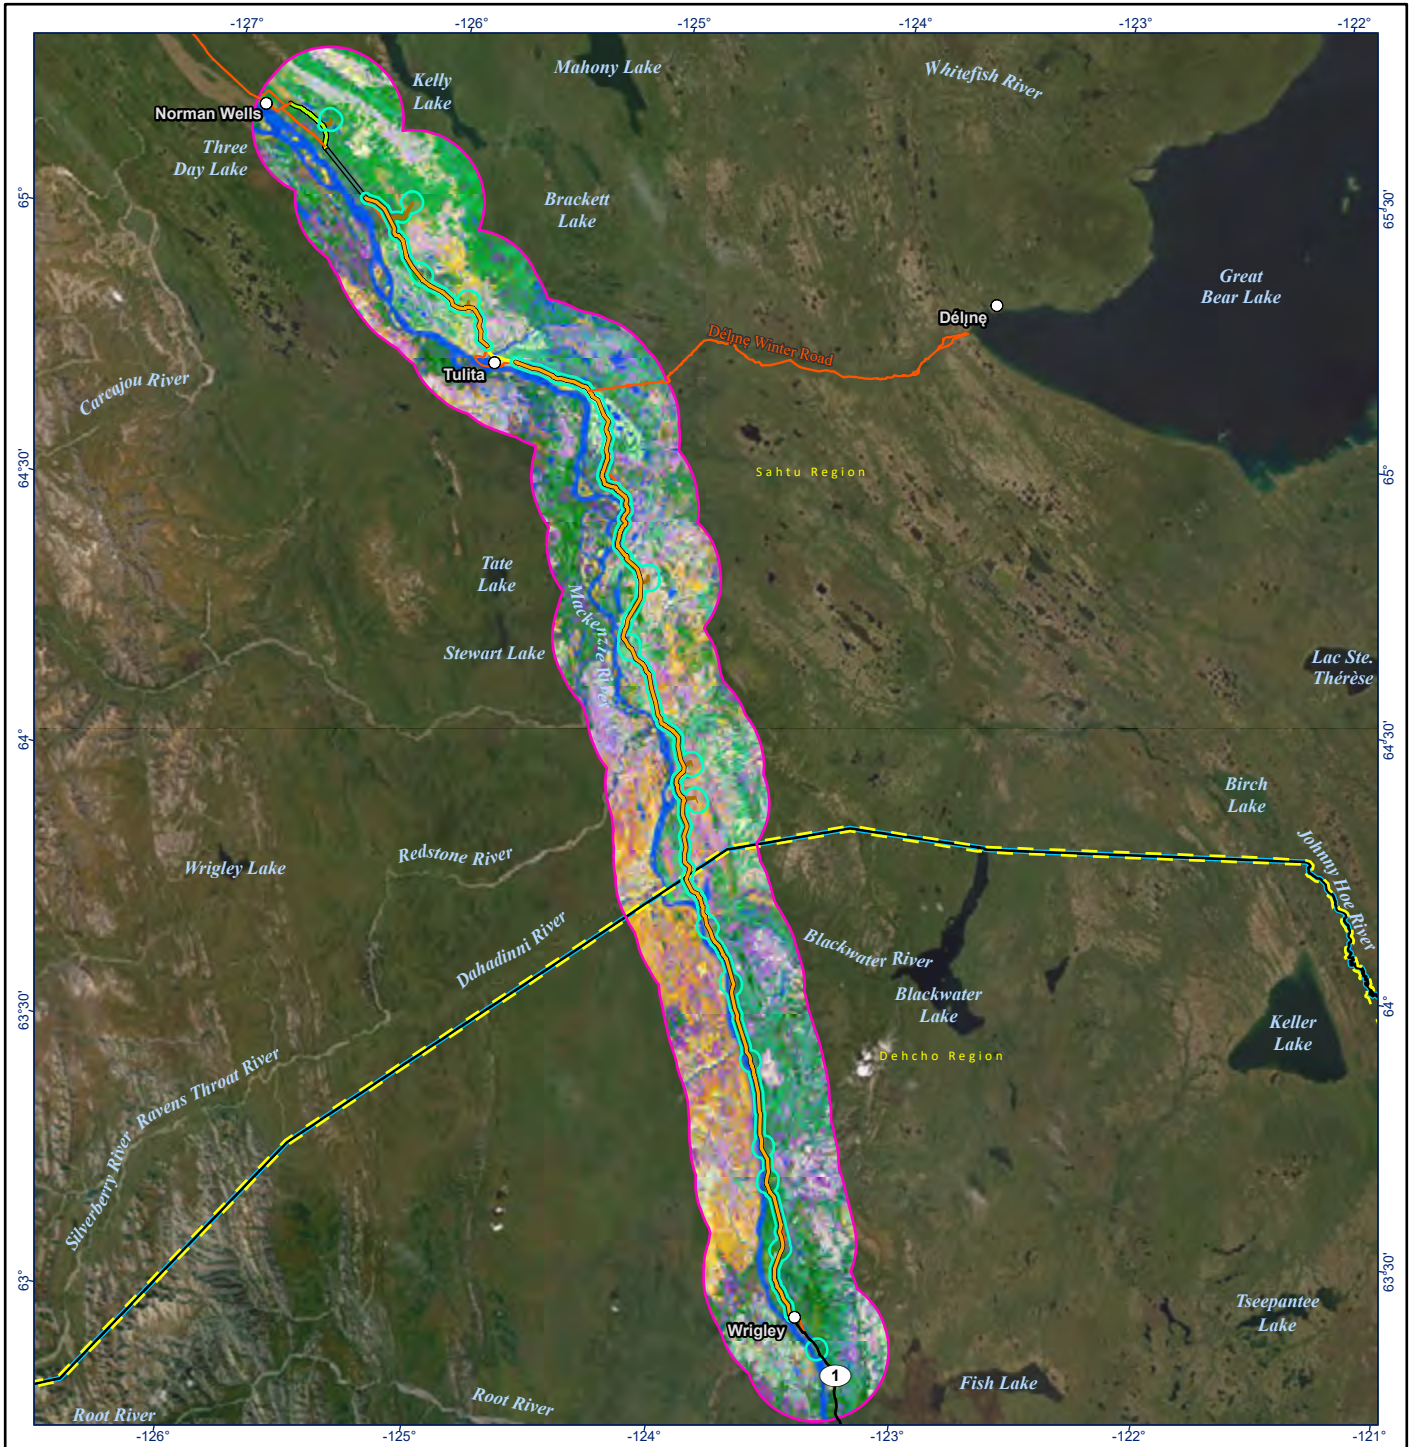 -127°
-126°
-125°
-124°
-123°
-122°
Kelly
Lake
Mahony Lake
Whitefish River
Norman Wells
Three
Day Lake
65°
65°30'
Brackett
Lake
Great
Bear Lake
Délįnę
Délįnę Winter Road
Tulita
Carcajou River
64°30'
65°
Sahtu Region
Tate
Lake
Mackenzie River
Stewart Lake
Lac Ste.
Thérèse
64°
64°30'
Birch
Lake
Johnny Hoe River
Redstone River
Wrigley Lake
Dahadinni River
Blackwater River
Blackwater
Lake
63°30'
64°
Keller
Lake
Dehcho Region
Ravens Throat River
Silverberry River
63°
63°30'
Tseepantee
Lake
Wrigley
1
Fish Lake
Root River
Root River
-126°
-125°
-124°
-123°
-122°
-121°